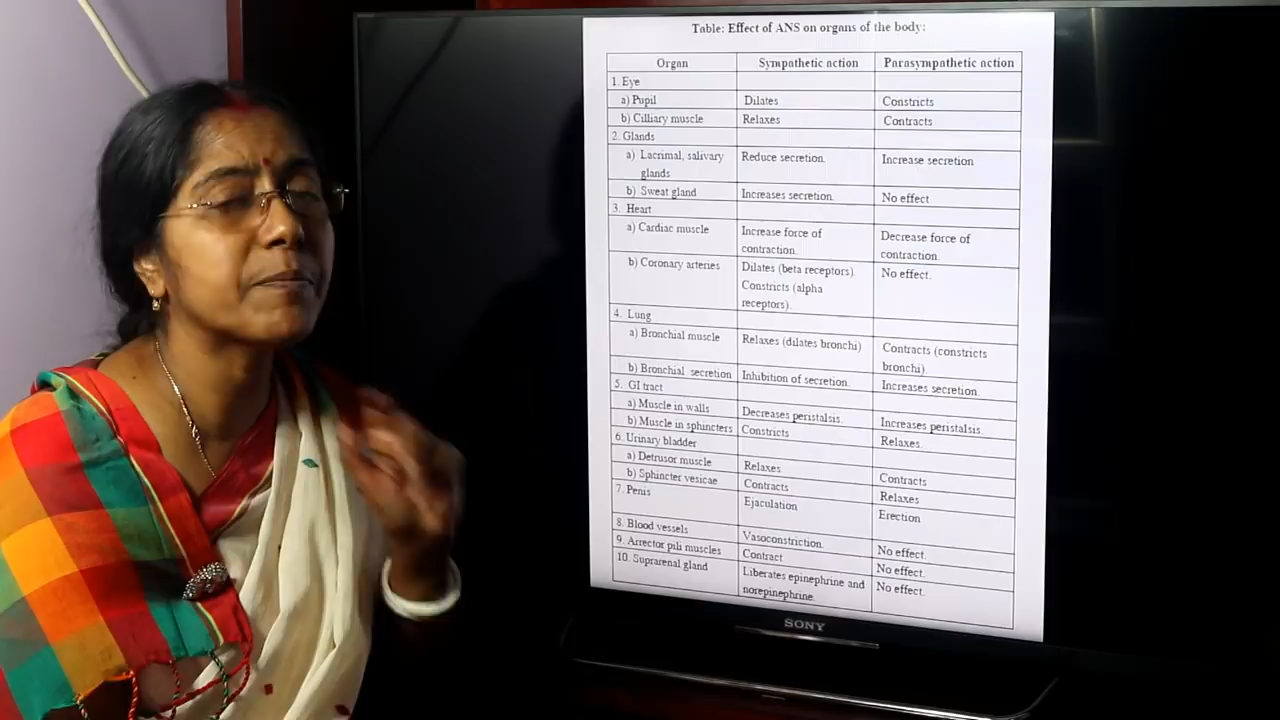 Table: Effect of ANS on organs of the body:
Organ Sympathetic action Parasympathetic action
1. Eye
a) Pupil Dilates Constricts
b) Cilliary muscle Relaxes Contracts
2. Glands
a) Lacrimal, salivary Reduce secretion. Increase secretion
glands
b) Sweat gland Increases secretion. No effect
3. Heart
a) Cardiac muscle Increase force of Decrease force of
contraction. contraction.
b) Coronary arteries Dilates (beta receptors). No effect.
Constricts (alpha
receptors).
4. Lung
a) Bronchial muscle Relaxes (dilates bronchi) Contracts (constricts
bronchi).
b) Bronchial secretion Inhibition of secretion. Increases secretion.
5. GI tract
a) Muscle in walls Decreases peristalsis. Increases peristalsis.
b) Muscle in sphincters Constricts Relaxes.
6. Urinary bladder
a) Detrusor muscle Relaxes Contracts
b) Sphincter vesicae Contracts Relaxes
7. Penis Ejaculation Erection
8. Blood vessels Vasoconstriction. No effect.
9. Arrector pili muscles Contract No effect.
10. Suprarenal gland Liberates epinephrine and No effect.
norepinephrine.
SONY